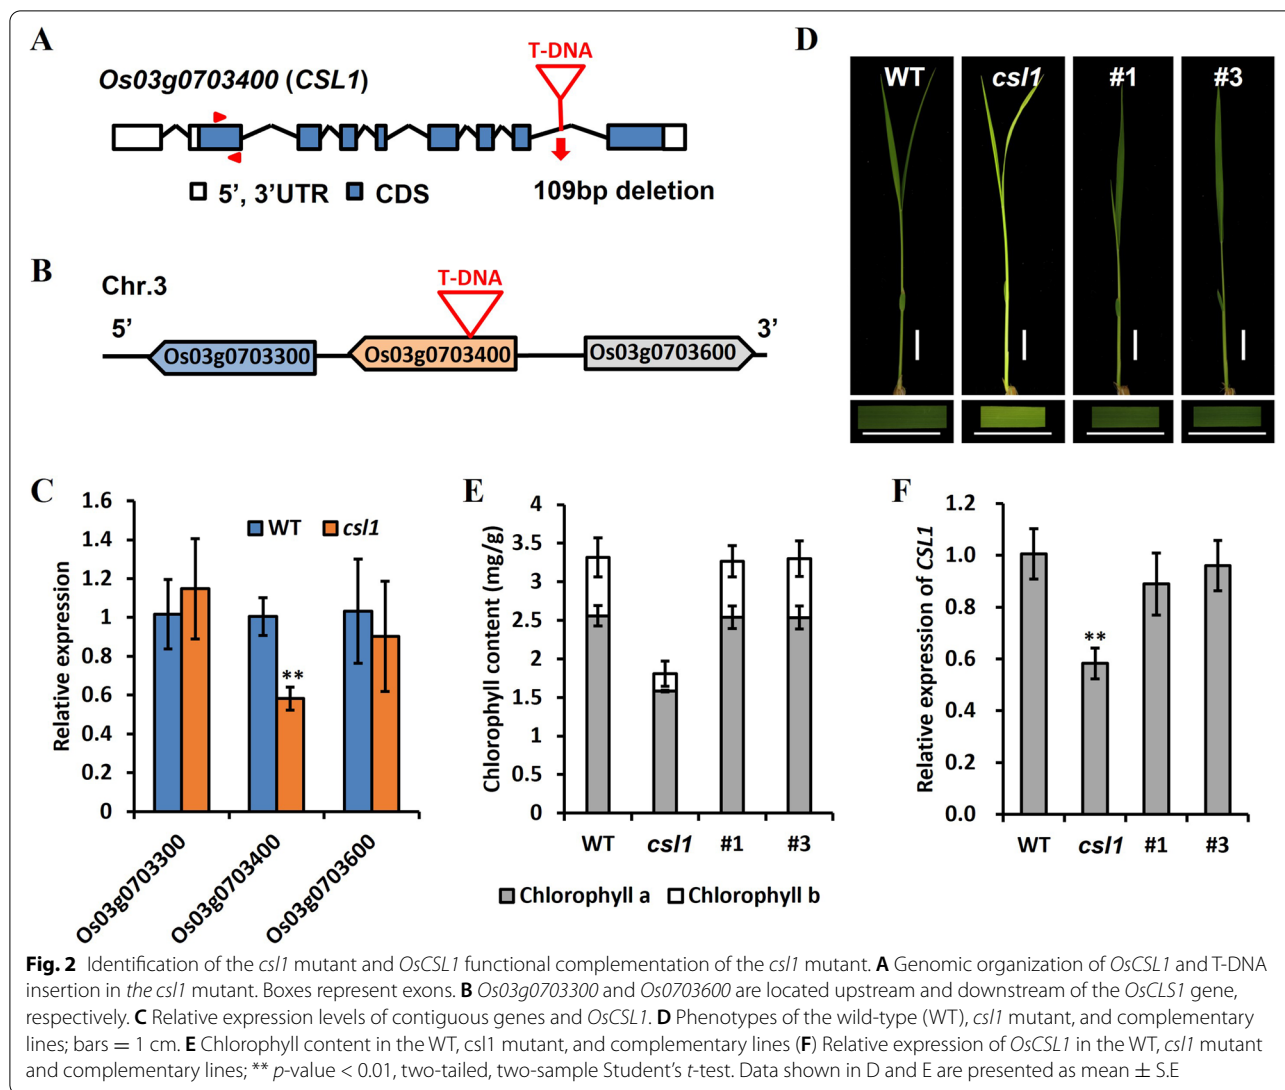 A
T-DNA
Os03g0703400 (CSL1)
5', 3'UTR CDS
109bp deletion
B
Chr.3
T-DNA
5'
3'
Os03g0703300 Os03g0703400 Os03g0703600
C
1.6
1.4
1.2
1
0.8
0.6
0.4
0.2
0
Relative expression
WT csl1
**
Os03g0703300
Os03g0703400
Os03g0703600
D
WT csl1 #1 #3
E
4
3.5
3
2.5
2
1.5
1
0.5
0
Chlorophyll content (mg/g)
WT csl1 #1 #3
Chlorophyll a Chlorophyll b
F
1.2
1.0
0.8
0.6
0.4
0.2
0.0
Relative expression of CSL1
**
WT csl1 #1 #3
Fig. 2 Identification of the csl1 mutant and OsCSL1 functional complementation of the csl1 mutant. A Genomic organization of OsCSL1 and T-DNA
insertion in the csl1 mutant. Boxes represent exons. B Os03g0703300 and Os0703600 are located upstream and downstream of the OsCLS1 gene,
respectively. C Relative expression levels of contiguous genes and OsCSL1. D Phenotypes of the wild-type (WT), csl1 mutant, and complementary
lines; bars = 1 cm. E Chlorophyll content in the WT, csl1 mutant, and complementary lines (F) Relative expression of OsCSL1 in the WT, csl1 mutant
and complementary lines; ** p-value < 0.01, two-tailed, two-sample Student's t-test. Data shown in D and E are presented as mean ± S.E